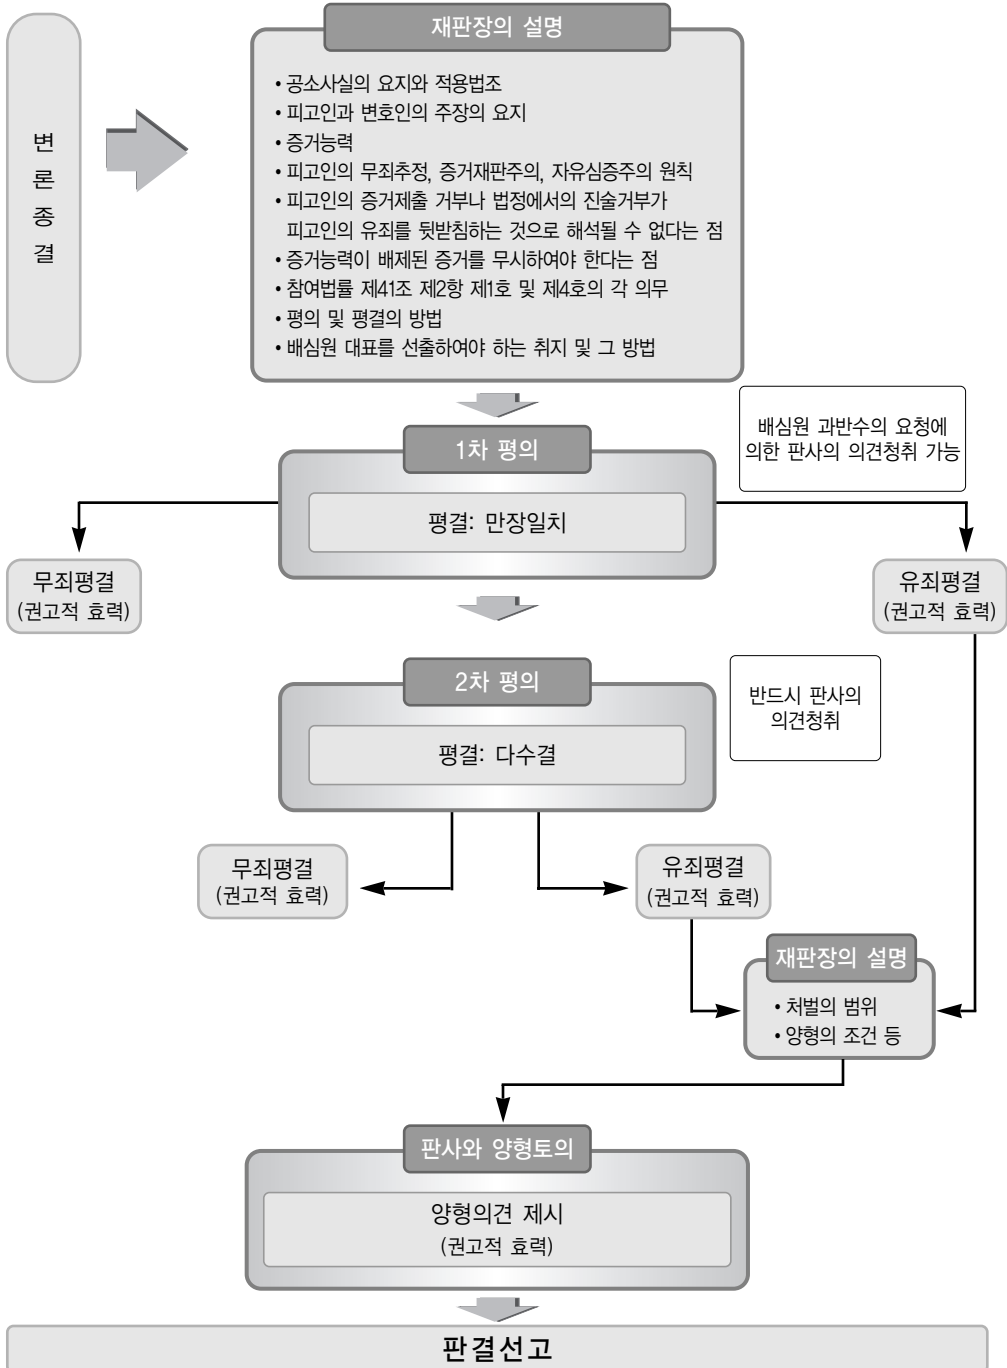 변
론
종
결
재판장의 설명
• 공소사실의 요지와 적용법조
• 피고인과 변호인의 주장의 요지
• 증거능력
• 피고인의 무죄추정, 증거재판주의, 자유심증주의 원칙
• 피고인의 증거제출 거부나 법정에서의 진술거부가
피고인의 유죄를 뒷받침하는 것으로 해석될 수 없다는 점
• 증거능력이 배제된 증거를 무시하여야 한다는 점
• 참여법률 제41조 제2항 제1호 및 제4호의 각 의무
• 평의 및 평결의 방법
• 배심원 대표를 선출하여야 하는 취지 및 그 방법
배심원 과반수의 요청에
의한 판사의 의견청취 가능
1차 평의
평결: 만장일치
무죄평결
(권고적 효력)
유죄평결
(권고적 효력)
2차 평의
반드시 판사의
의견청취
평결: 다수결
무죄평결
(권고적 효력)
유죄평결
(권고적 효력)
재판장의 설명
• 처벌의 범위
• 양형의 조건 등
판사와 양형토의
양형의견 제시
(권고적 효력)
판결선고